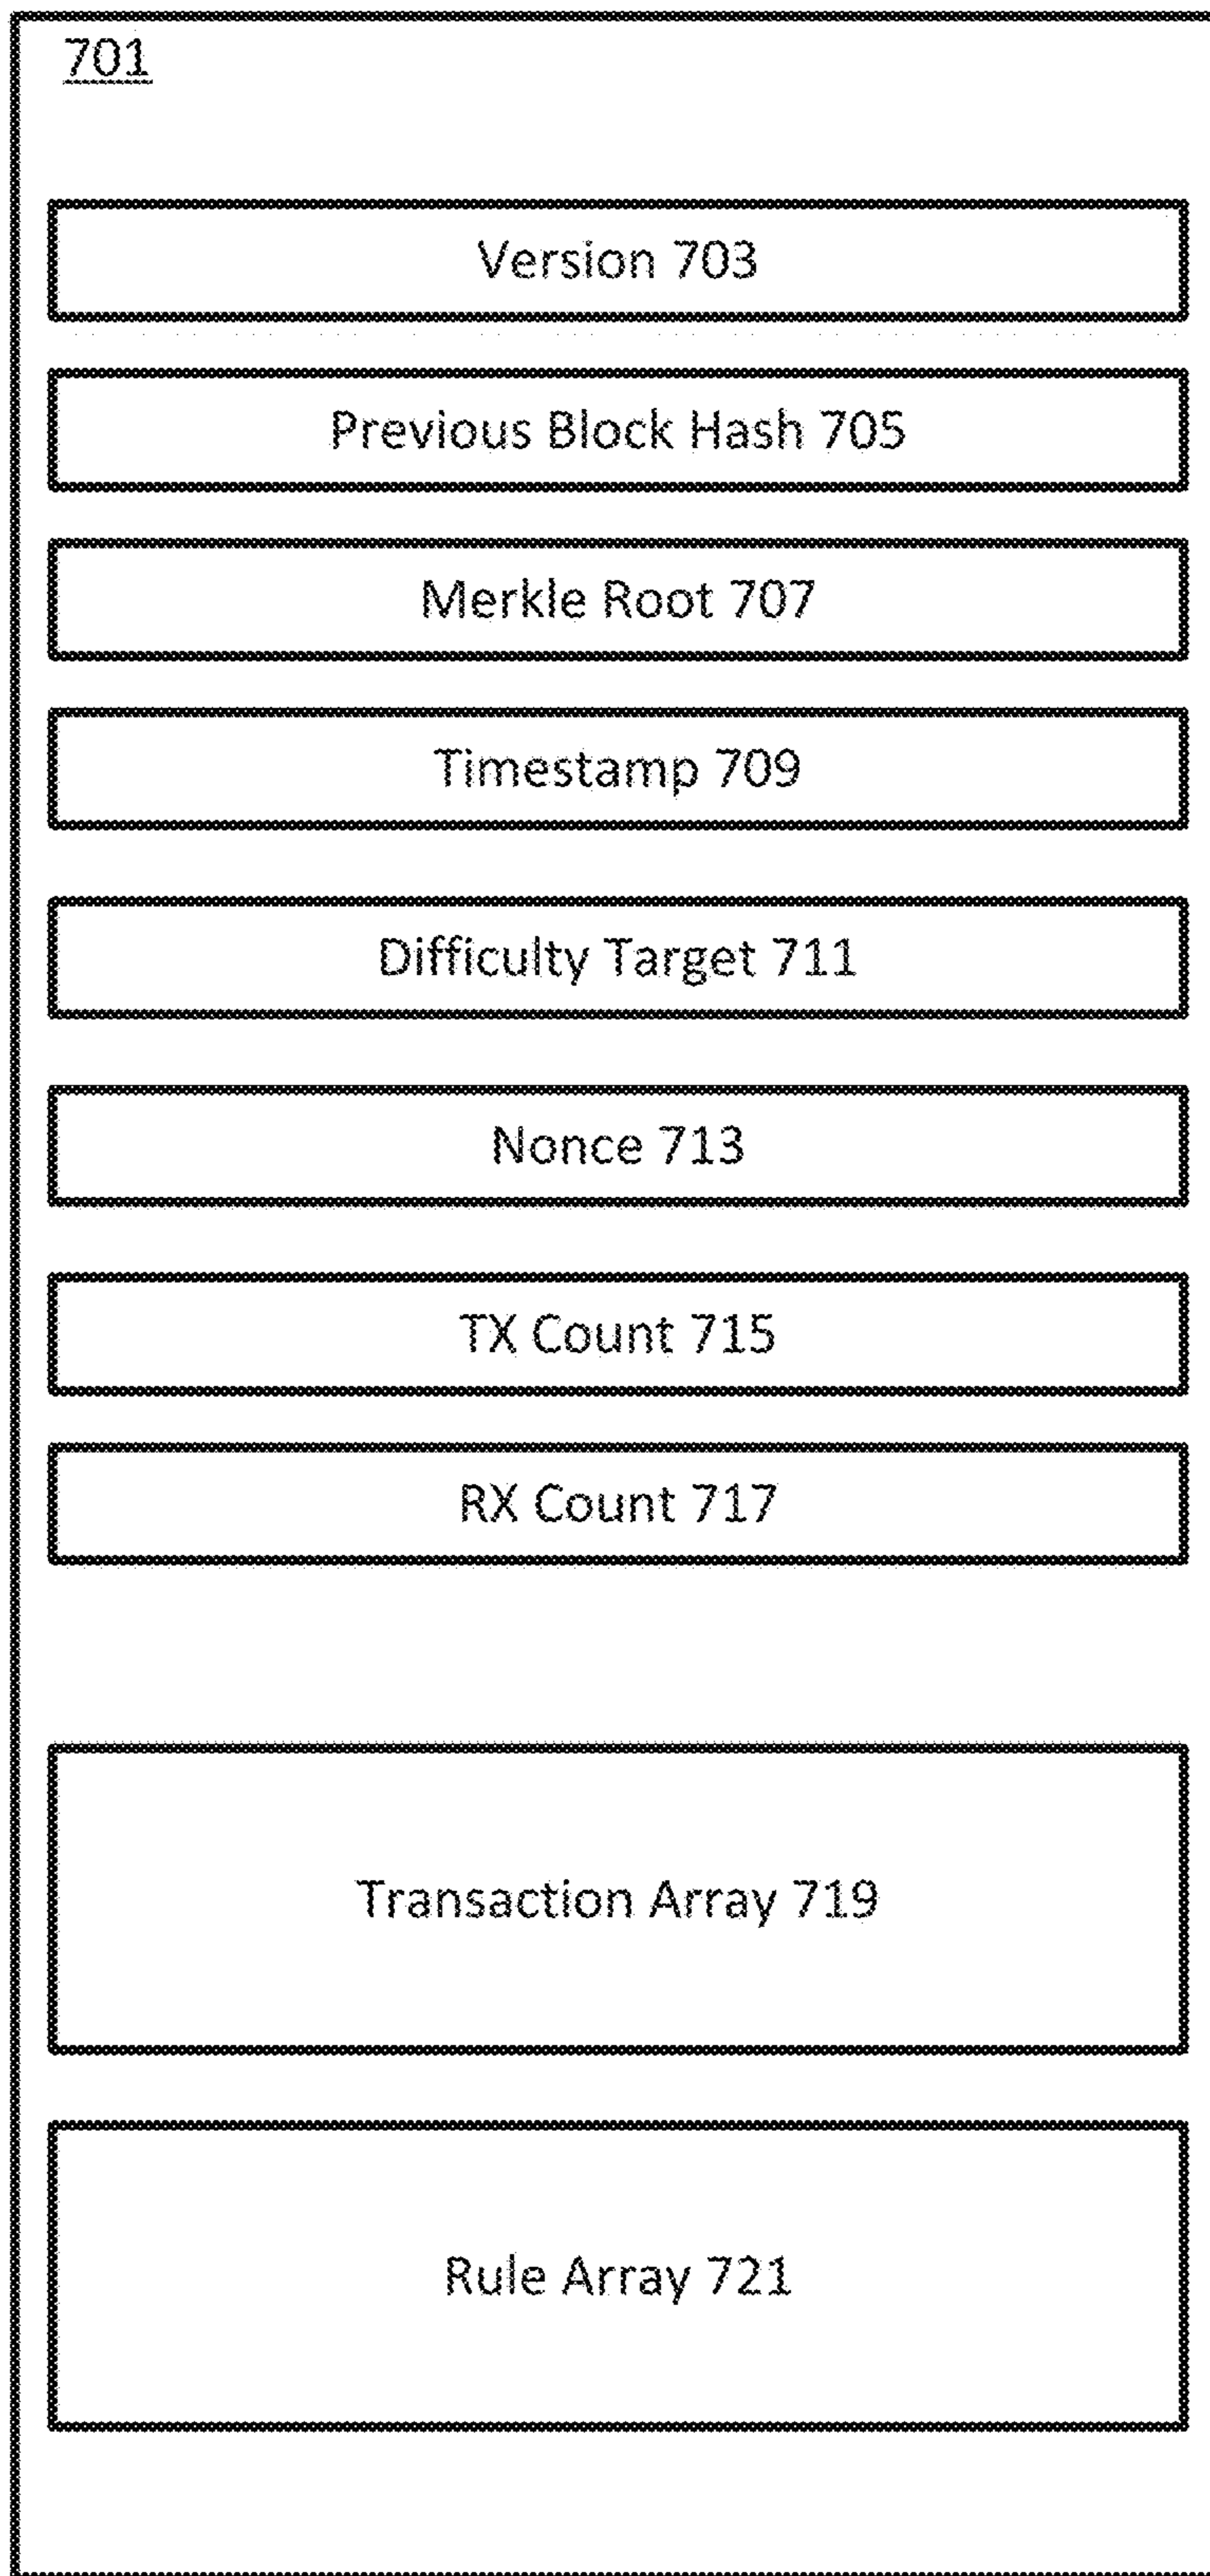 701
Version 703
Previous Block Hash 705
Merkle Root 707
Timestamp 709
Difficulty Target 711
Nonce 713
TX Count 715
RX Count 717
Transaction Array 719
Rule Array 721